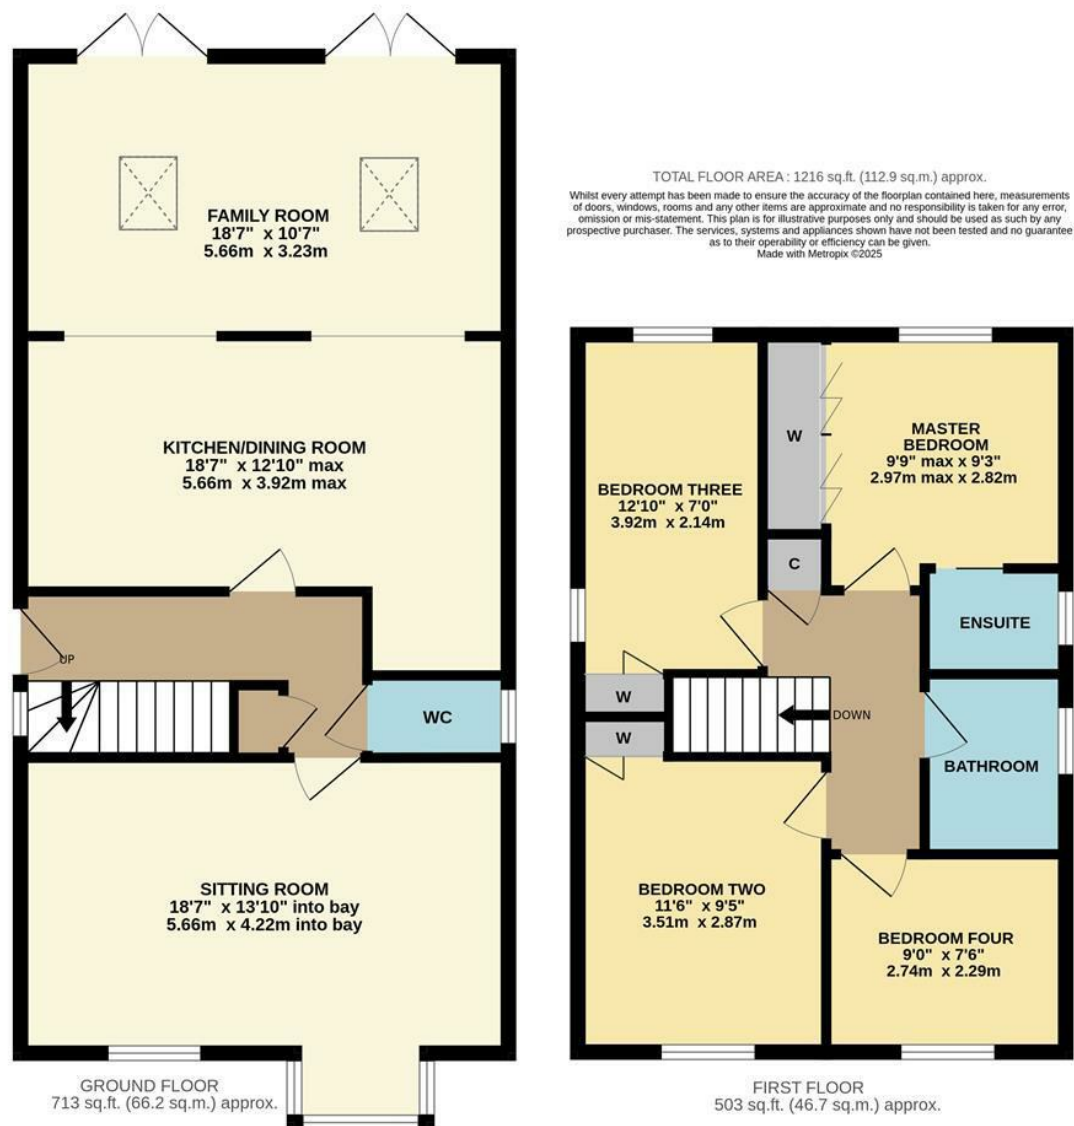 FAMILY ROOM
18'7" x 10'7"
5.66m x 3.23m
KITCHEN/DINING ROOM
18'7" x 12'10" max
5.66m x 3.92m max
UP
WC
SITTING ROOM
18'7" x 13'10" into bay
5.66m x 4.22m into bay
GROUND FLOOR
713 sq.ft. (66.2 sq.m.) approx.
TOTAL FLOOR AREA : 1216 sq.ft. (112.9 sq.m.) approx.
Whilst every attempt has been made to ensure the accuracy of the floorplan contained here, measurements
of doors, windows, rooms and any other items are approximate and no responsibility is taken for any error,
omission or mis-statement. This plan is for illustrative purposes only and should be used as such by any
prospective purchaser. The services, systems and appliances shown have not been tested and no guarantee
as to their operability or efficiency can be given.
Made with Metropix ©2025
W
MASTER
BEDROOM
9'9" max x 9'3"
2.97m max x 2.82m
BEDROOM THREE
12'10" x 7'0"
3.92m x 2.14m
C
ENSUITE
W
DOWN
W
BATHROOM
BEDROOM TWO
11'6" x 9'5"
3.51m x 2.87m
BEDROOM FOUR
9'0" x 7'6"
2.74m x 2.29m
FIRST FLOOR
503 sq.ft. (46.7 sq.m.) approx.